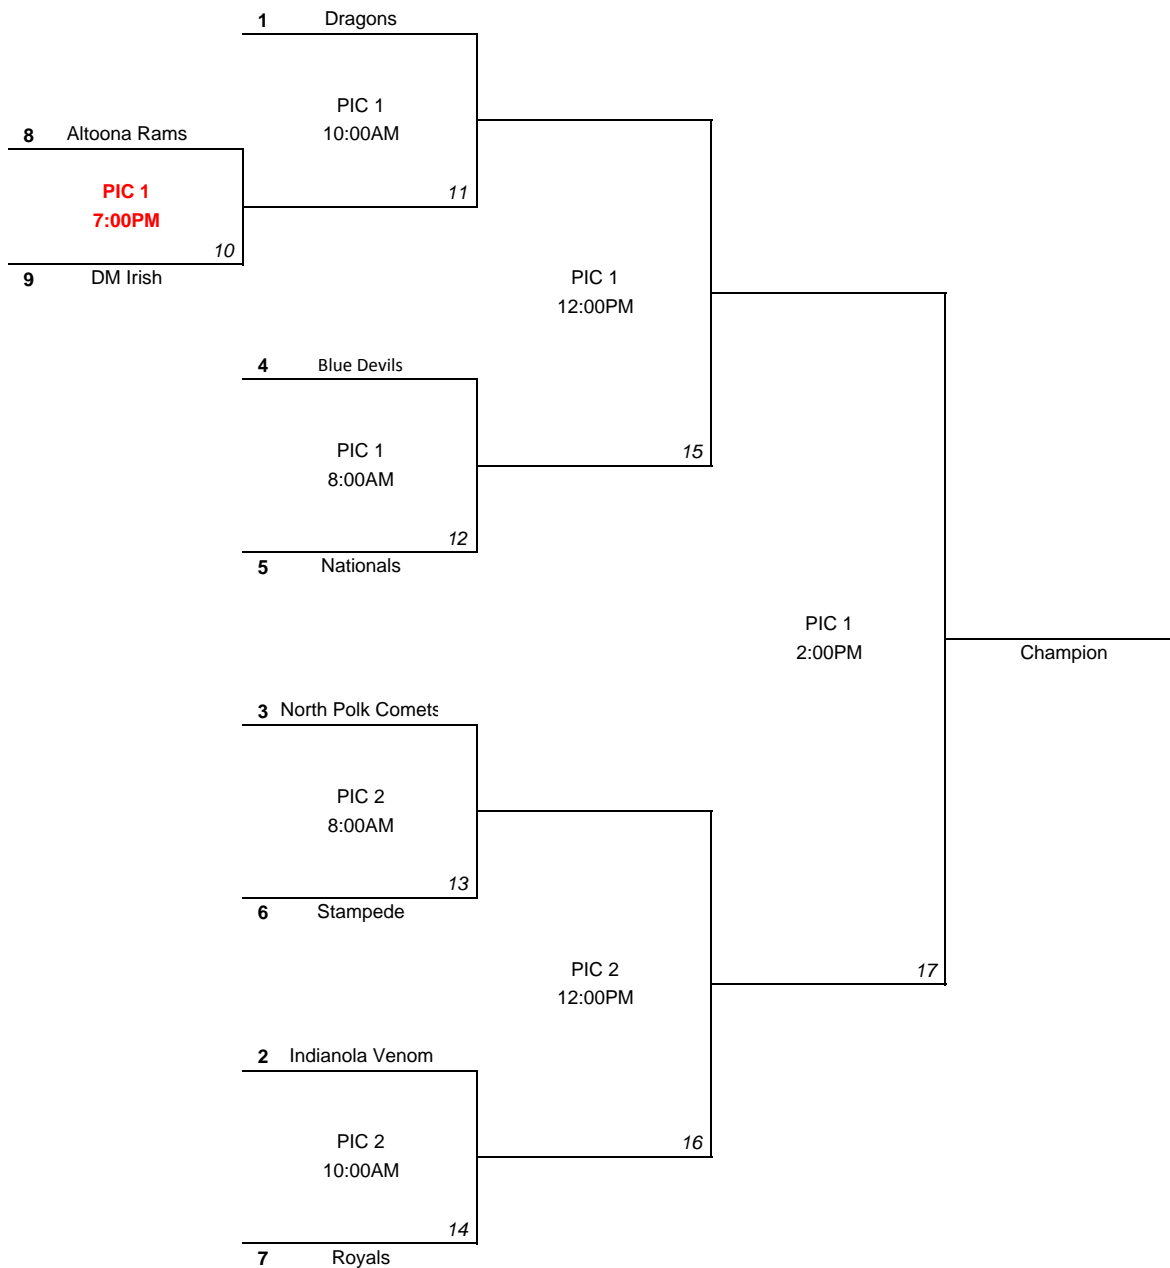 1 Dragons
PIC 1
10:00AM
8 Altoona Rams
PIC 1
7:00PM
11
10
9 DM Irish
PIC 1
12:00PM
4 Blue Devils
PIC 1
8:00AM
15
12
5 Nationals
PIC 1
2:00PM
Champion
3 North Polk Comets
PIC 2
8:00AM
13
6 Stampede
PIC 2
12:00PM
17
2 Indianola Venom
PIC 2
10:00AM
16
14
7 Royals